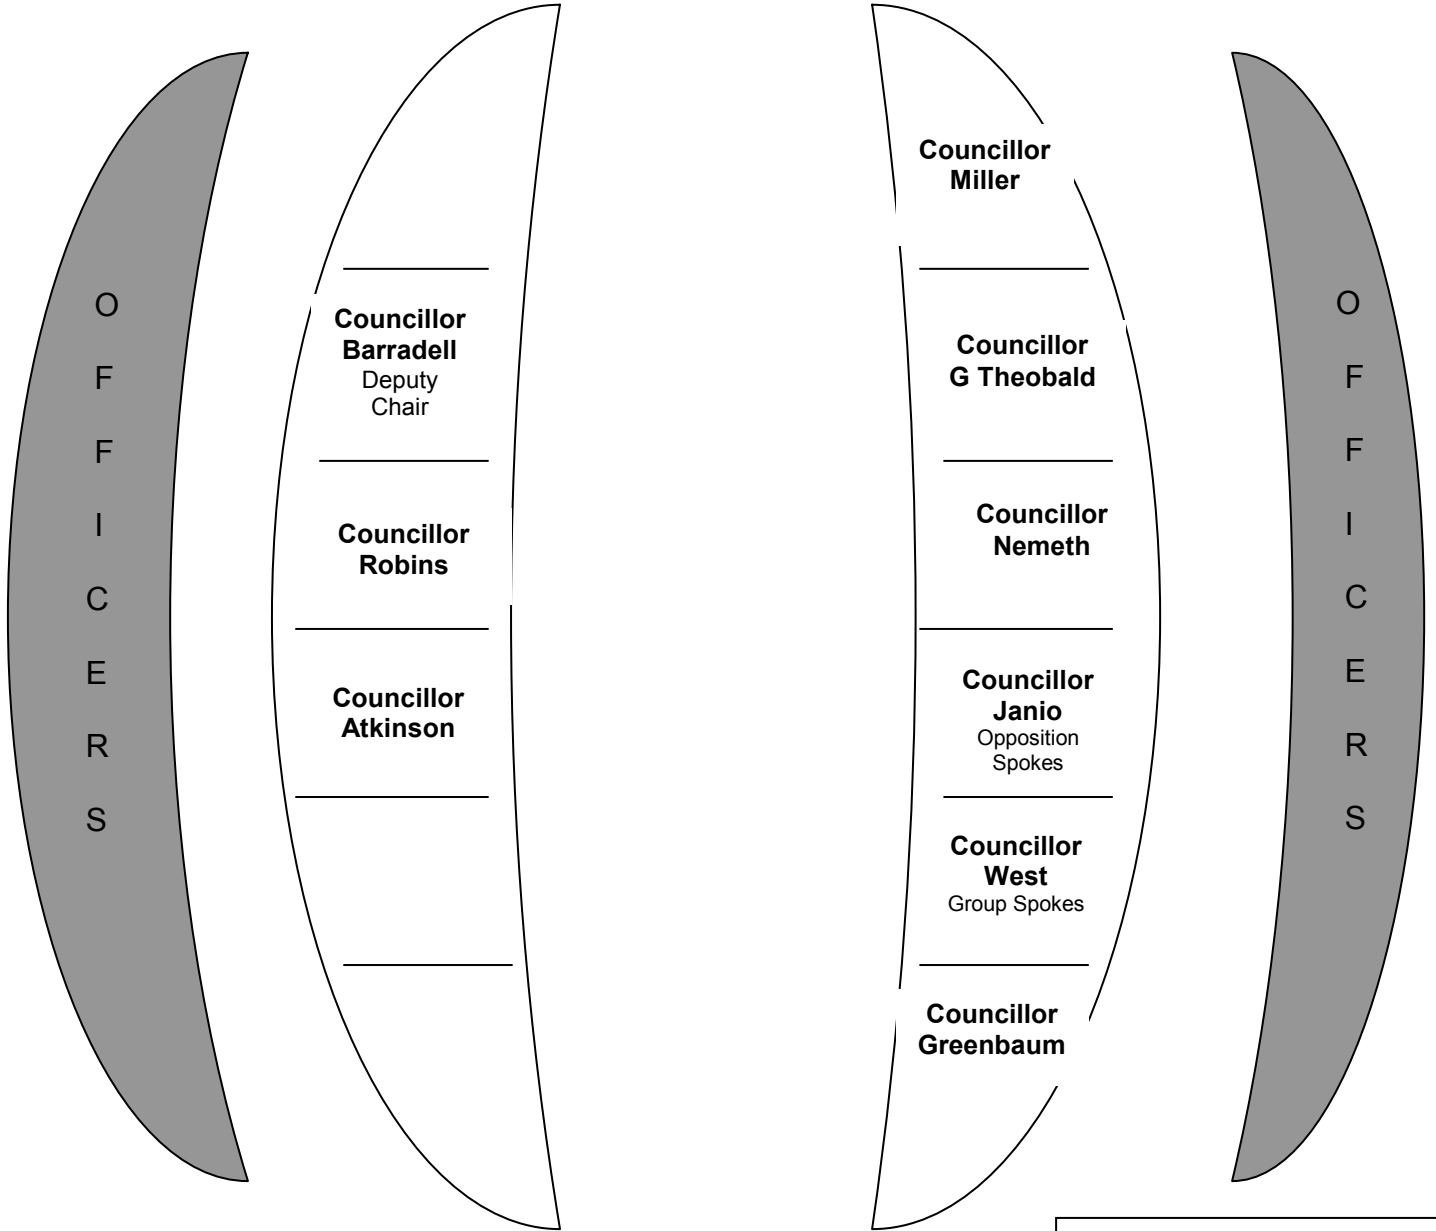 O
F
F
I
C
E
R
S
Councillor
Barradell
Deputy
Chair
Councillor
Robins
Councillor
Atkinson
Councillor
Miller
Councillor
G Theobald
Councillor
Nemeth
Councillor
Janio
Opposition
Spokes
Councillor
West
Group Spokes
Councillor
Greenbaum
O
F
F
I
C
E
R
S